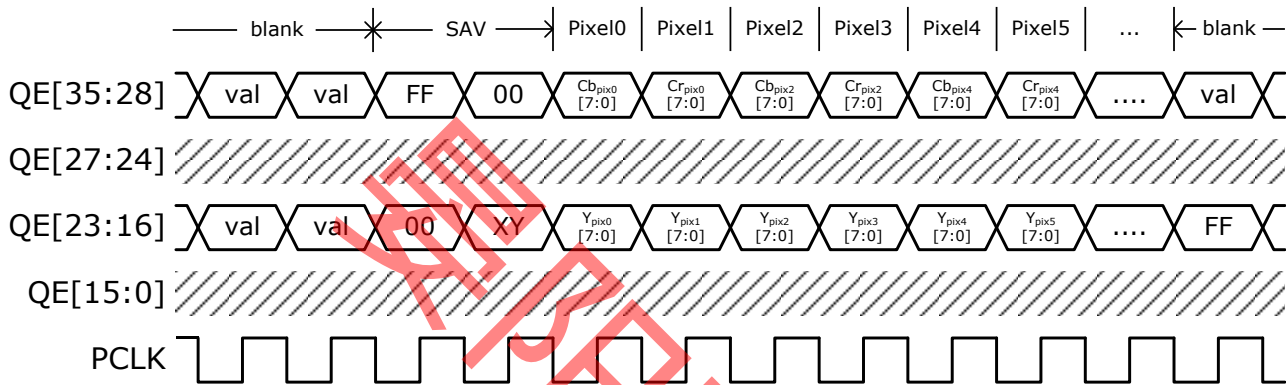 blank SAV Pixel0 Pixel1 Pixel2 Pixel3 Pixel4 Pixel5 ... blank
QE[35:28] val val FF 00 Cbpix0 [7:0] Crpix0 [7:0] Cbpix2 [7:0] Crpix2 [7:0] Cbpix4 [7:0] Crpix4 [7:0] .... val
QE[27:24]
QE[23:16] val val 00 XY Ypix0 [7:0] Ypix1 [7:0] Ypix2 [7:0] Ypix3 [7:0] Ypix4 [7:0] Ypix5 [7:0] .... FF
QE[15:0]
PCLK